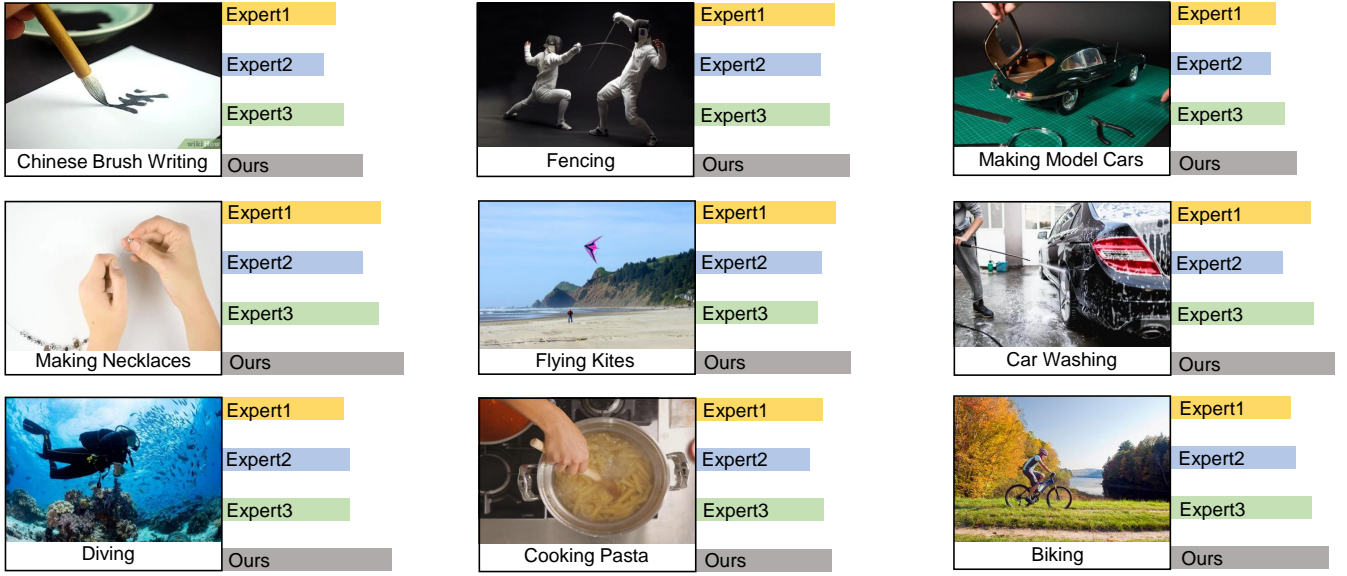 Expert1
Expert2
Expert3
wikiHow
Chinese Brush Writing
Ours
Expert1
Expert2
Expert3
Fencing
Ours
Expert1
Expert2
Expert3
Making Model Cars
Ours
Expert1
Expert2
Expert3
Making Necklaces
Ours
Expert1
Expert2
Expert3
Flying Kites
Ours
Expert1
Expert2
Expert3
Car Washing
Ours
Expert1
Expert2
Expert3
Diving
Ours
Expert1
Expert2
Expert3
Cooking Pasta
Ours
Expert1
Expert2
Expert3
Biking
Ours